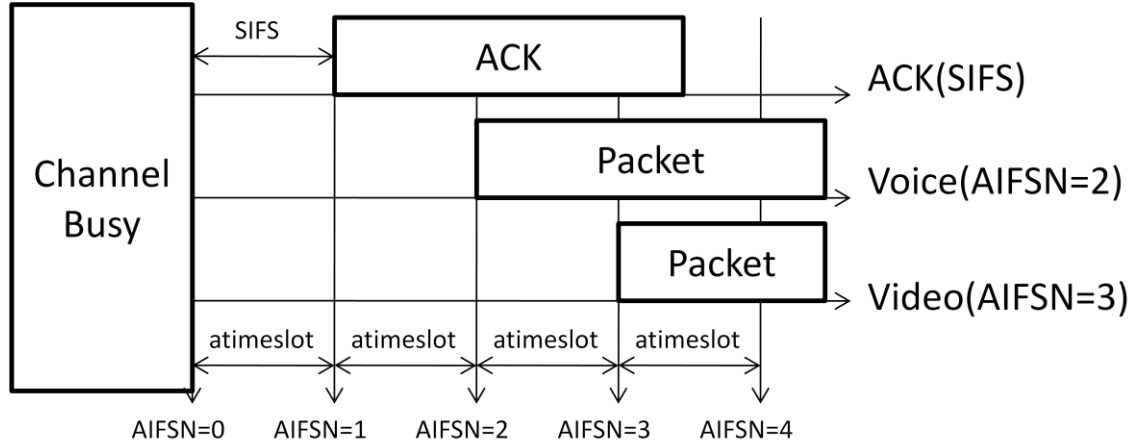 SIFS
ACK
ACK(SIFS)
Channel
Busy
Packet
Voice(AIFSN=2)
Packet
Video(AIFSN=3)
atimeslot atimeslot atimeslot atimeslot
AIFSN=0 AIFSN=1 AIFSN=2 AIFSN=3 AIFSN=4